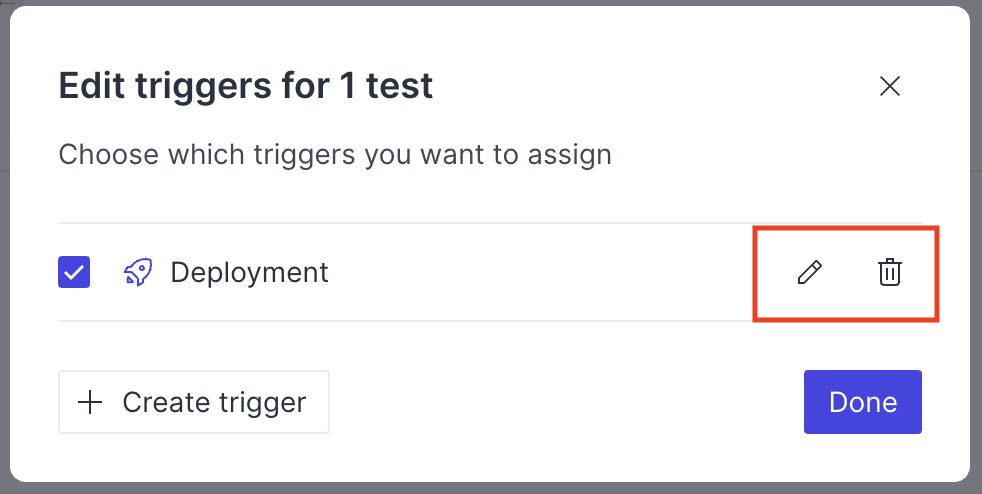 Edit triggers for 1 test
Choose which triggers you want to assign
Deployment
Create trigger
Done